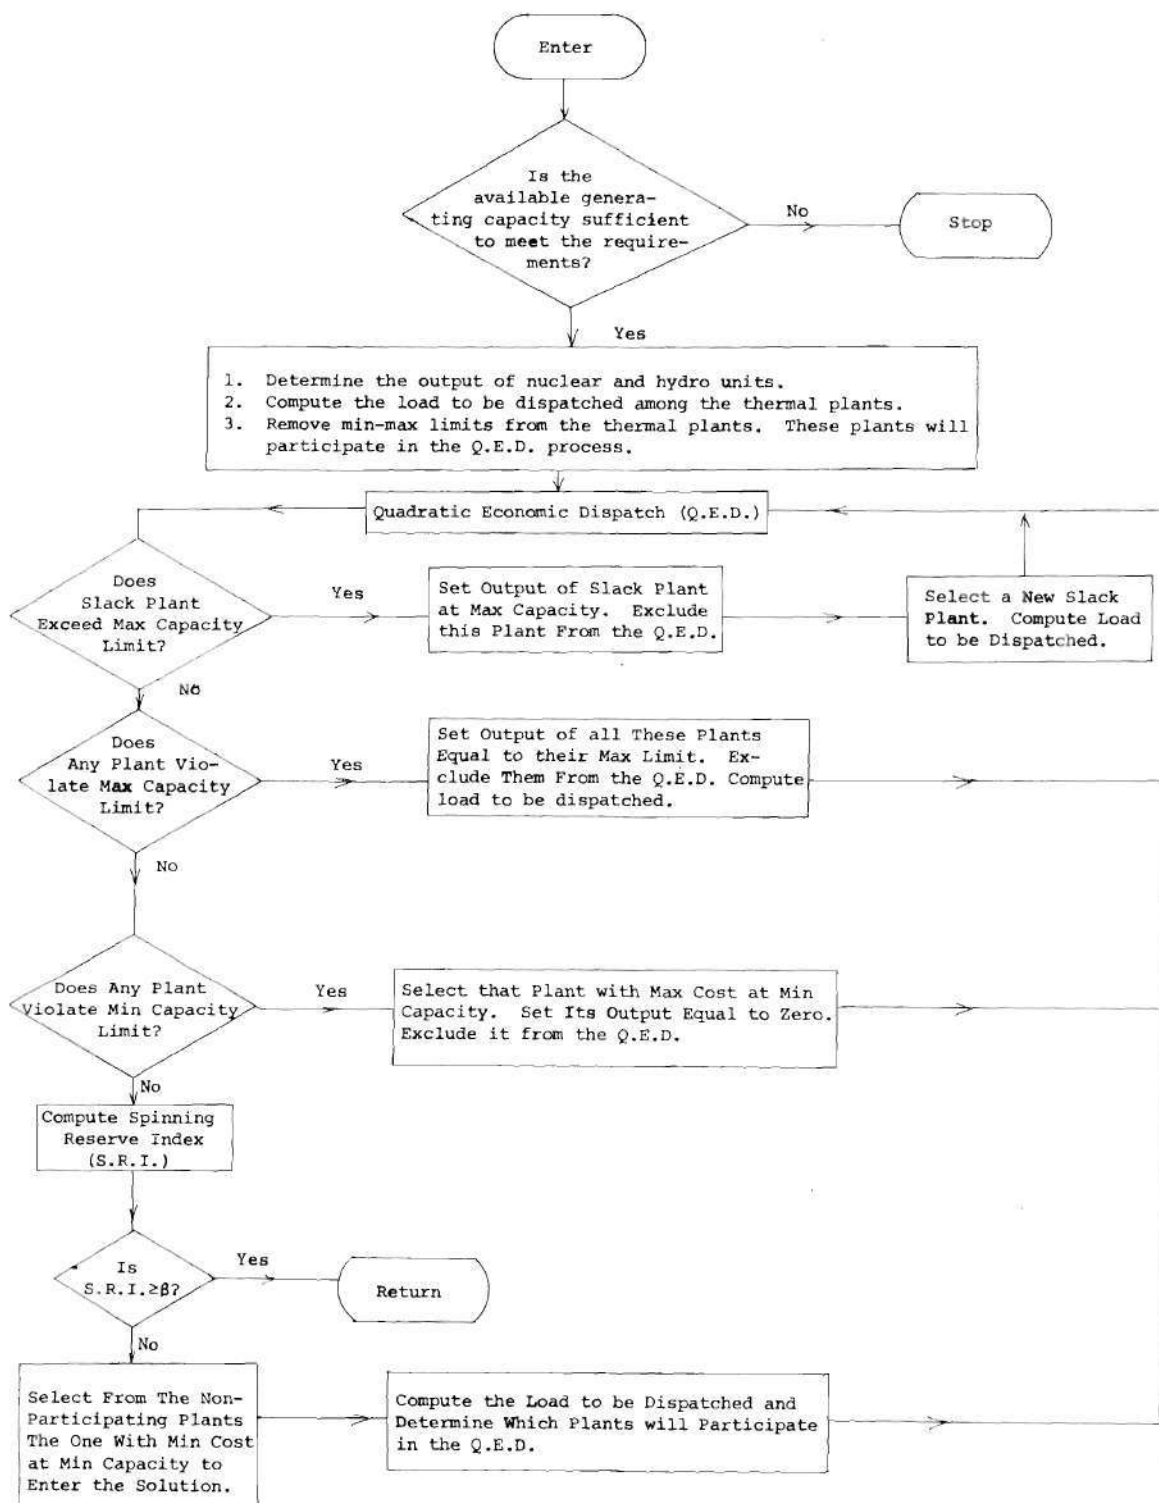 Enter
Is the
available genera-
ting capacity sufficient
to meet the require-
ments?
No
Stop
Yes
1. Determine the output of nuclear and hydro units.
2. Compute the load to be dispatched among the thermal plants.
3. Remove min-max limits from the thermal plants. These plants will
participate in the Q.E.D. process.
Quadratic Economic Dispatch (Q.E.D.)
Does
Slack Plant
Exceed Max Capacity
Limit?
Yes
Set Output of Slack Plant
at Max Capacity. Exclude
this Plant From the Q.E.D.
Select a New Slack
Plant. Compute Load
to be Dispatched.
No
Does
Any Plant Vio-
late Max Capacity
Limit?
Yes
Set Output of all These Plants
Equal to their Max Limit. Ex-
clude Them From the Q.E.D. Compute
load to be dispatched.
No
Does Any Plant
Violate Min Capacity
Limit?
Yes
Select that Plant with Max Cost at Min
Capacity. Set Its Output Equal to Zero.
Exclude it from the Q.E.D.
No
Compute Spinning
Reserve Index
(S.R.I.)
Is
S.R.I.≥β?
Yes
Return
No
Select From The Non-
Participating Plants
The One With Min Cost
at Min Capacity to
Enter the Solution.
Compute the Load to be Dispatched and
Determine Which Plants will Participate
in the Q.E.D.